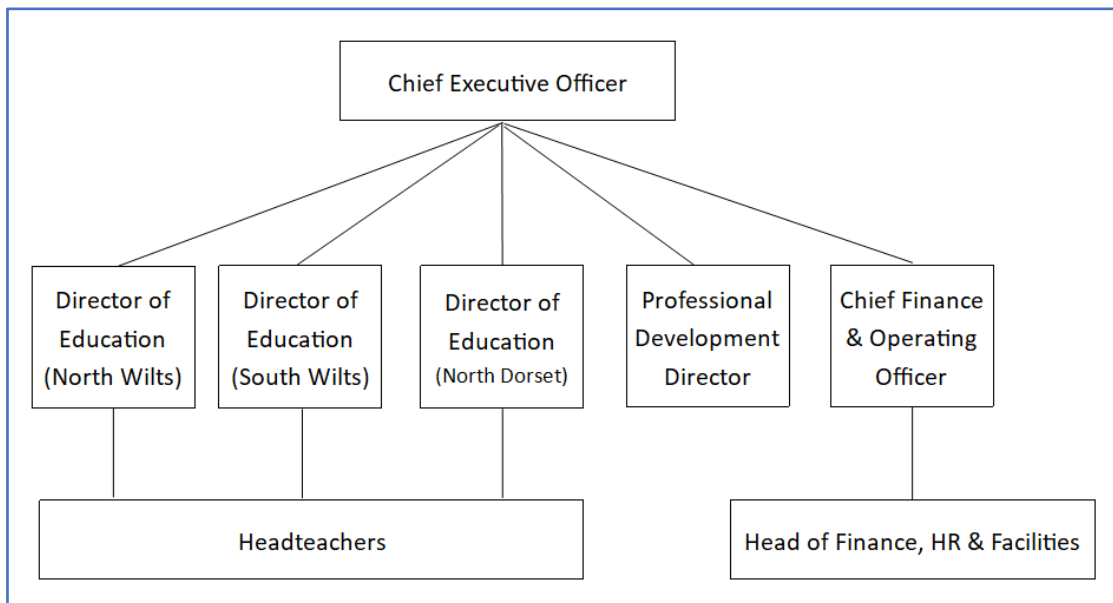 Chief Executive Officer
Director of
Education
(North Wilts)
Director of
Education
(South Wilts)
Director of
Education
(North Dorset)
Professional
Development
Director
Chief Finance
& Operating
Officer
Headteachers
Head of Finance, HR & Facilities